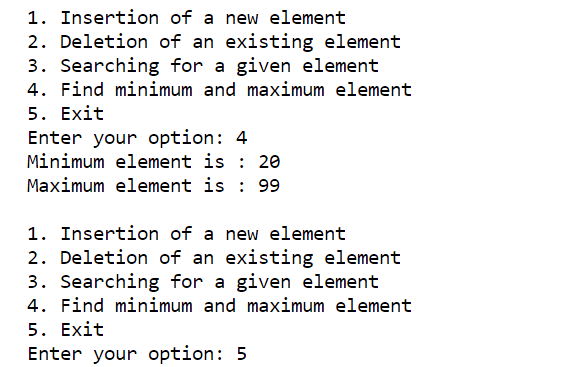 1. Insertion of a new element
2. Deletion of an existing element
3. Searching for a given element
4. Find minimum and maximum element
5. Exit
Enter your option: 4
Minimum element is : 20
Maximum element is : 99
1. Insertion of a new element
2. Deletion of an existing element
3. Searching for a given element
4. Find minimum and maximum element
5. Exit
Enter your option: 5